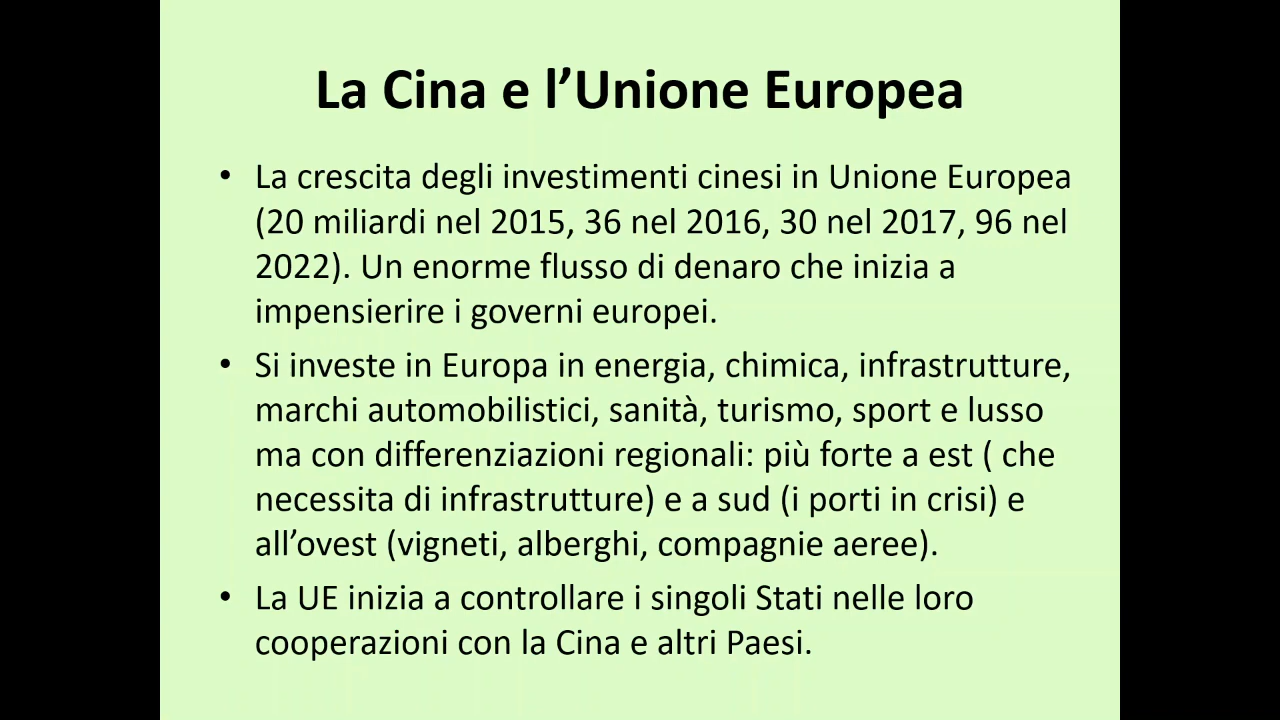 La Cina e l’Unione Europea
• La crescita degli investimenti cinesi in Unione Europea
(20 miliardi nel 2015, 36 nel 2016, 30 nel 2017, 96 nel
2022). Un enorme flusso di denaro che inizia a
impensierire i governi europei.
• Si investe in Europa in energia, chimica, infrastrutture,
marchi automobilistici, sanità, turismo, sport e lusso
ma con differenziazioni regionali: più forte a est ( che
necessita di infrastrutture) e a sud (i porti in crisi) e
all’ovest (vigneti, alberghi, compagnie aeree).
• La UE inizia a controllare i singoli Stati nelle loro
cooperazioni con la Cina e altri Paesi.